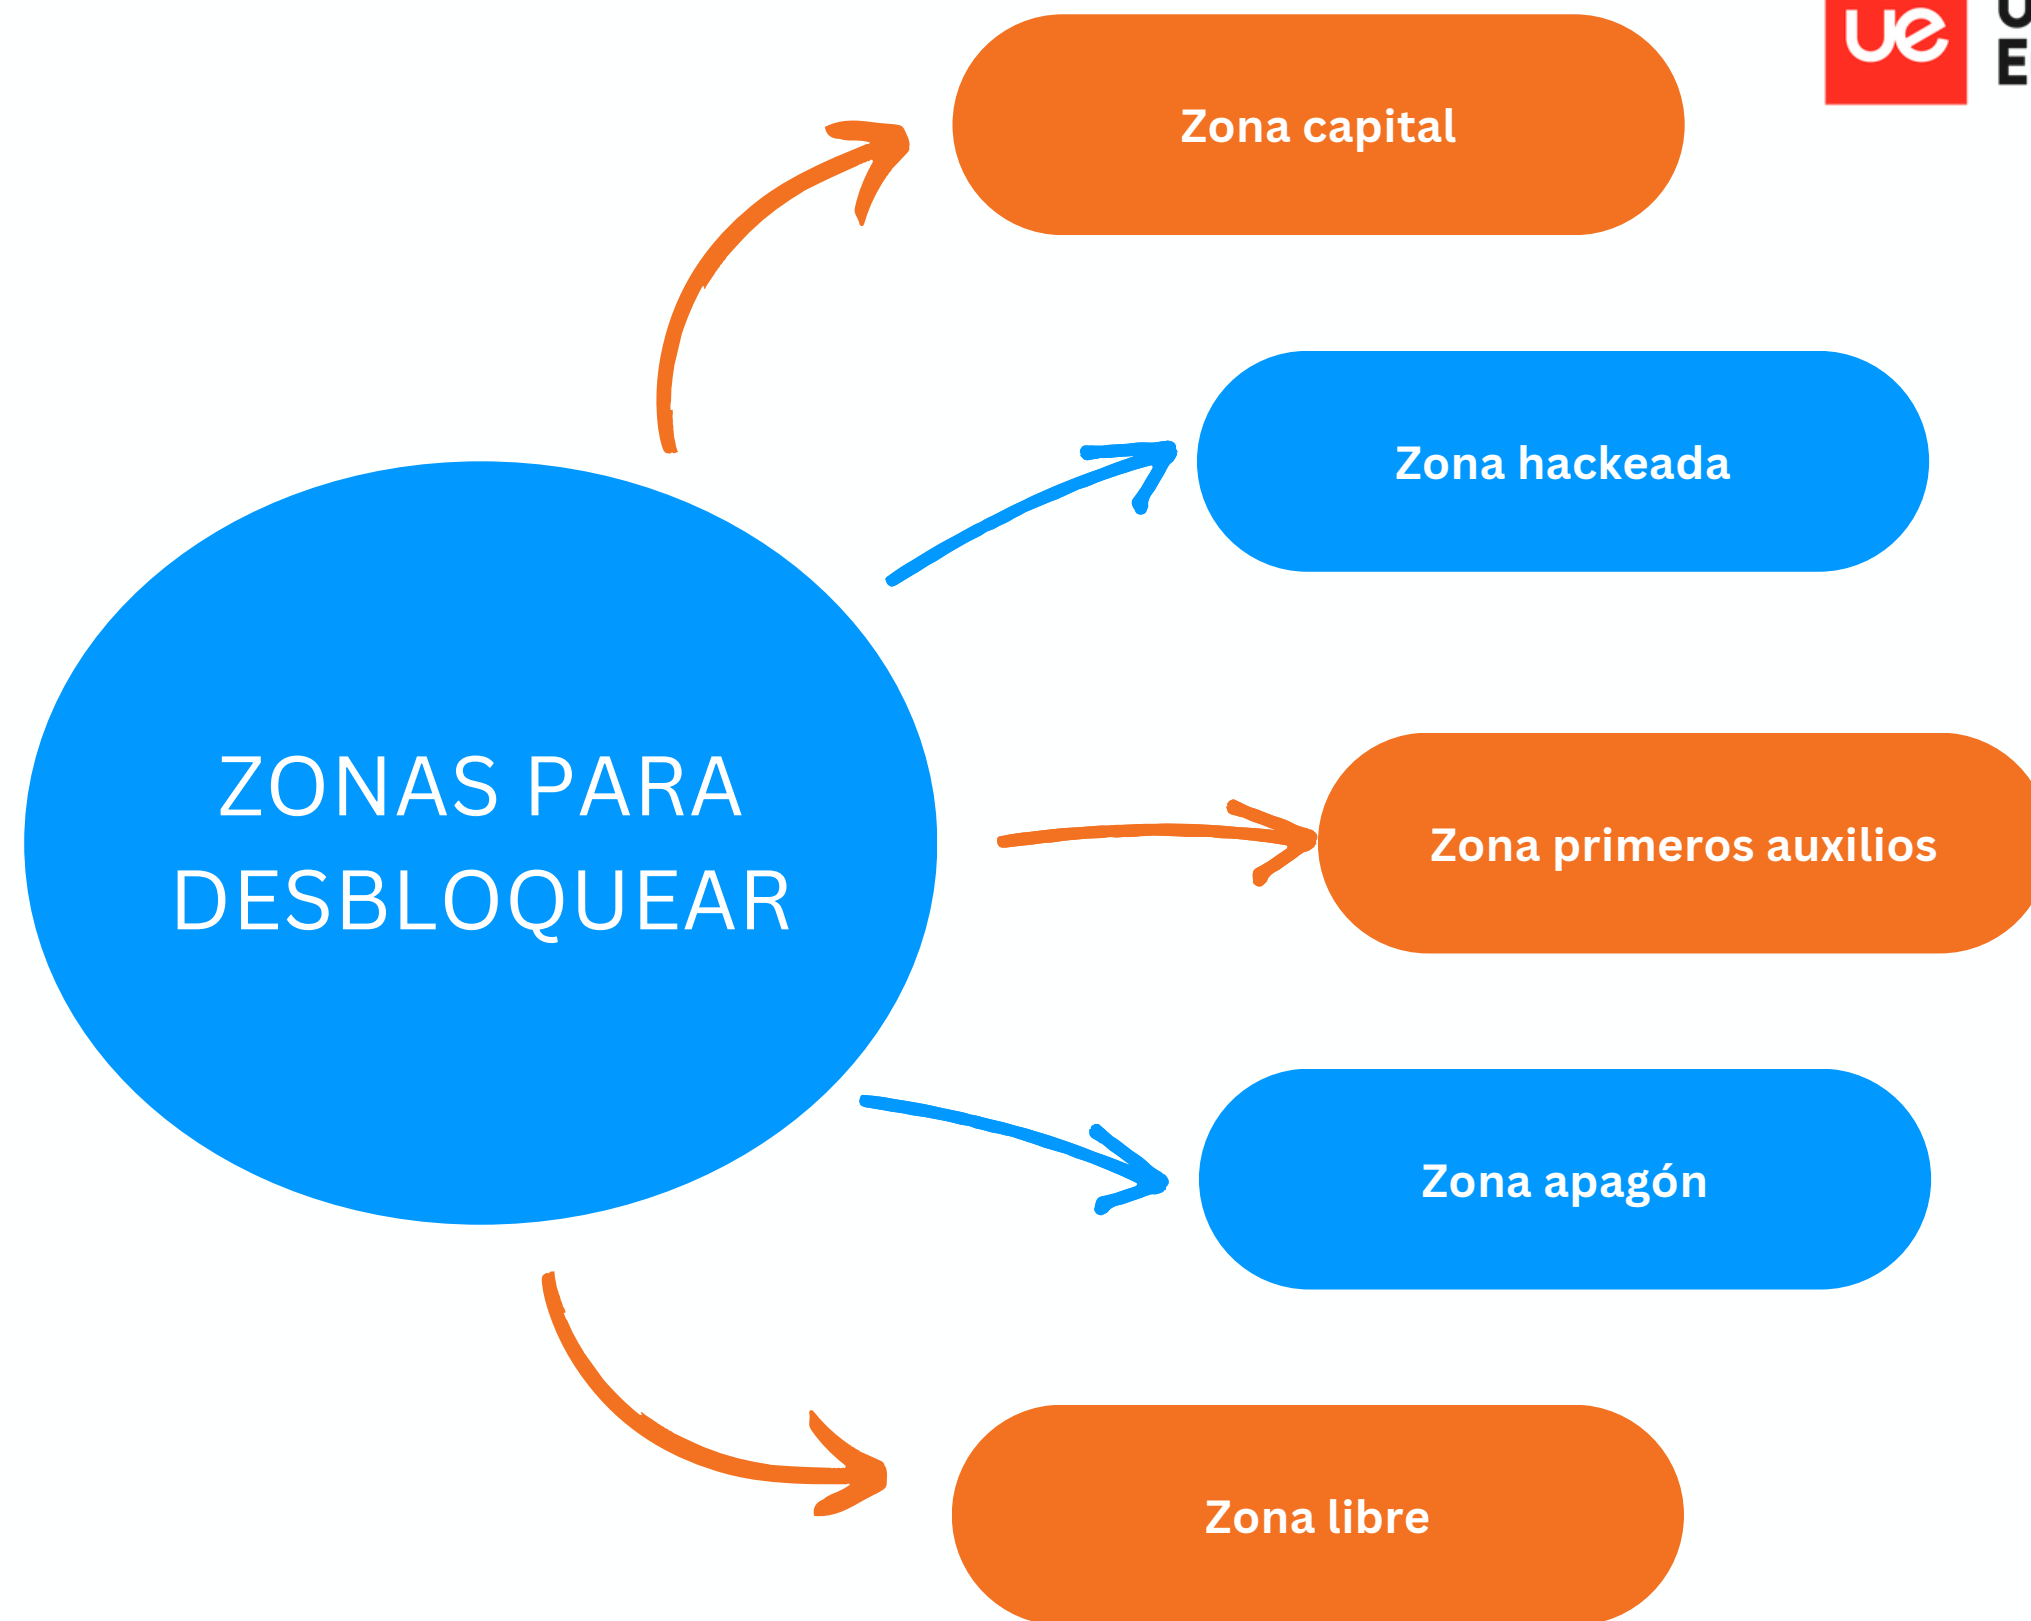 ue
Zona capital
Zona hackeada
ZONAS PARA
DESBLOQUEAR
Zona primeros auxilios
Zona apagón
Zona libre